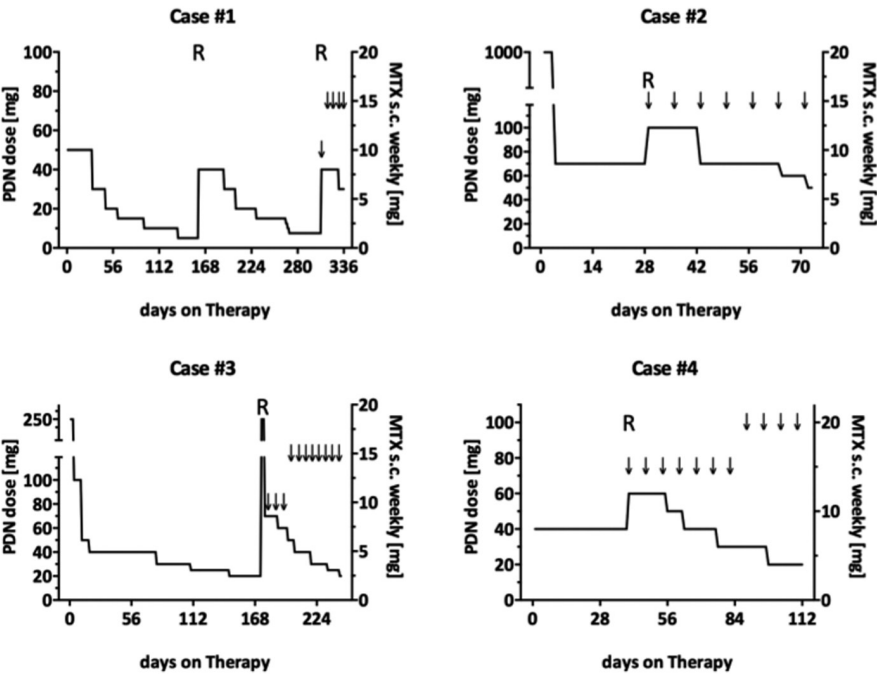 Case #1
R R
PDN dose [mg]
100
80
60
40
20
0
20
15
10
5
0
MTX s.c. weekly [mg]
0 56 112 168 224 280 336
days on Therapy
Case #2
R
PDN dose [mg]
1000
100
80
60
40
20
0
20
15
10
5
0
MTX s.c. weekly [mg]
0 14 28 42 56 70
days on Therapy
Case #3
R
PDN dose [mg]
250
100
80
60
40
20
0
20
15
10
5
0
MTX s.c. weekly [mg]
0 56 112 168 224
days on Therapy
Case #4
R
PDN dose [mg]
100
80
60
40
20
0
20
10
0
MTX s.c. weekly [mg]
0 28 56 84 112
days on Therapy